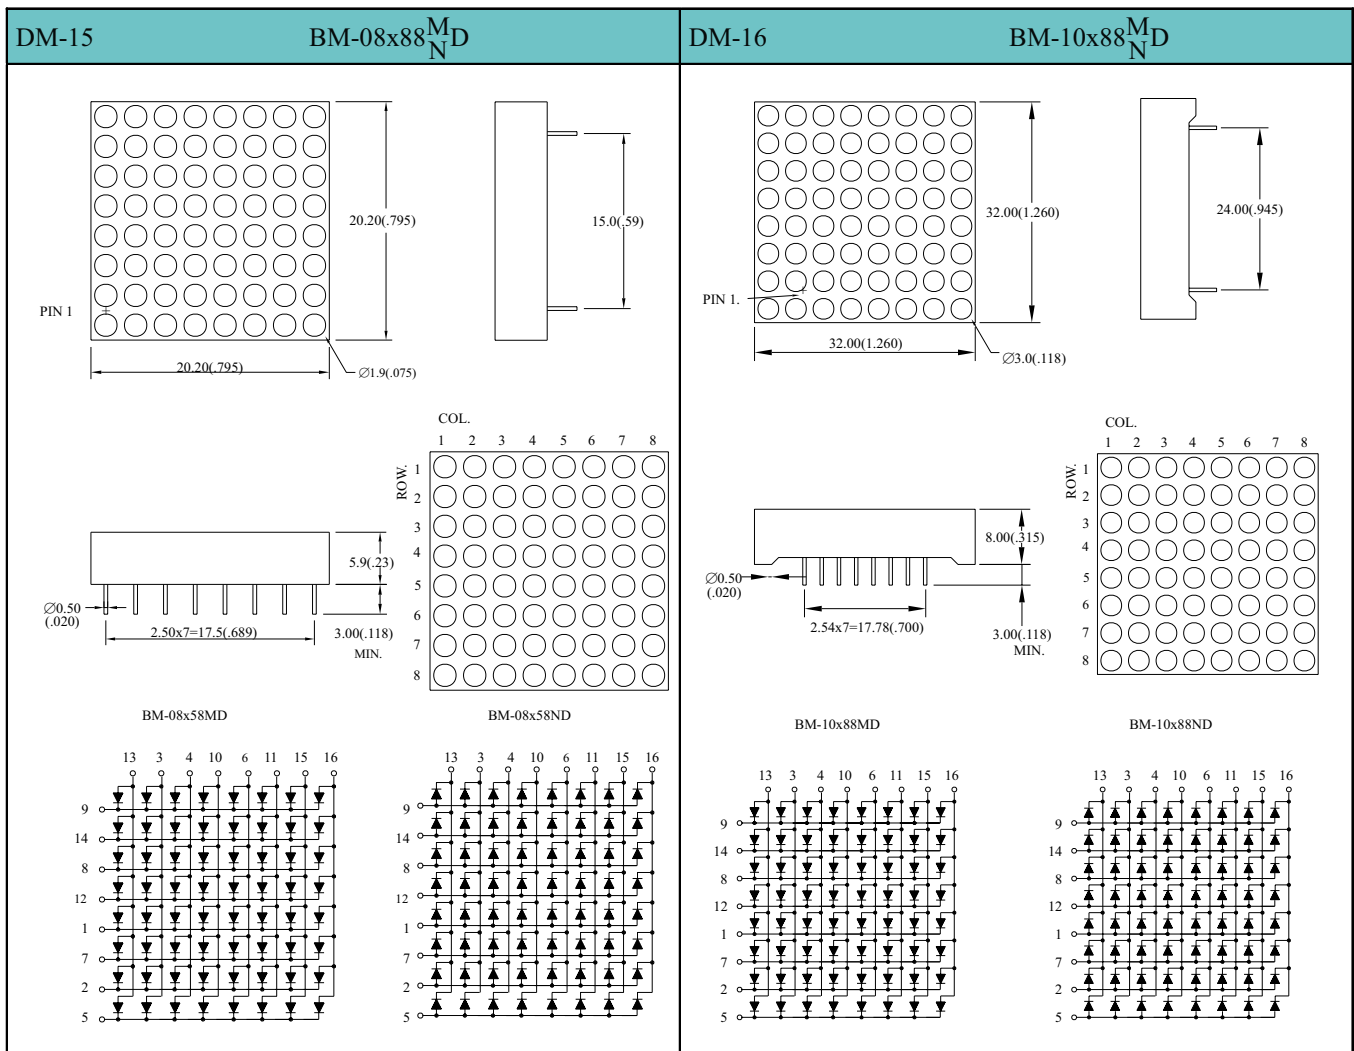 DM-15 BM-08x88MD
N
DM-16 BM-10x88MD
N
20.20(.795)
15.0(.59)
PIN 1
20.20(.795)
Ø1.9(.075)
COL.
1 2 3 4 5 6 7 8
ROW.
1
2
3
4
5
6
7
8
5.9(.23)
Ø0.50
(.020)
2.50x7=17.5(.689)
3.00(.118)
MIN.
BM-08x58MD
13 3 4 10 6 11 15 16
9
14
8
12
1
7
2
5
BM-08x58ND
13 3 4 10 6 11 15 16
9
14
8
12
1
7
2
5
32.00(1.260)
24.00(.945)
PIN 1.
32.00(1.260)
Ø3.0(.118)
COL.
1 2 3 4 5 6 7 8
ROW.
1
2
3
4
5
6
7
8
8.00(.315)
Ø0.50
(.020)
2.54x7=17.78(.700)
3.00(.118)
MIN.
BM-10x88MD
13 3 4 10 6 11 15 16
9
14
8
12
1
7
2
5
BM-10x88ND
13 3 4 10 6 11 15 16
9
14
8
12
1
7
2
5